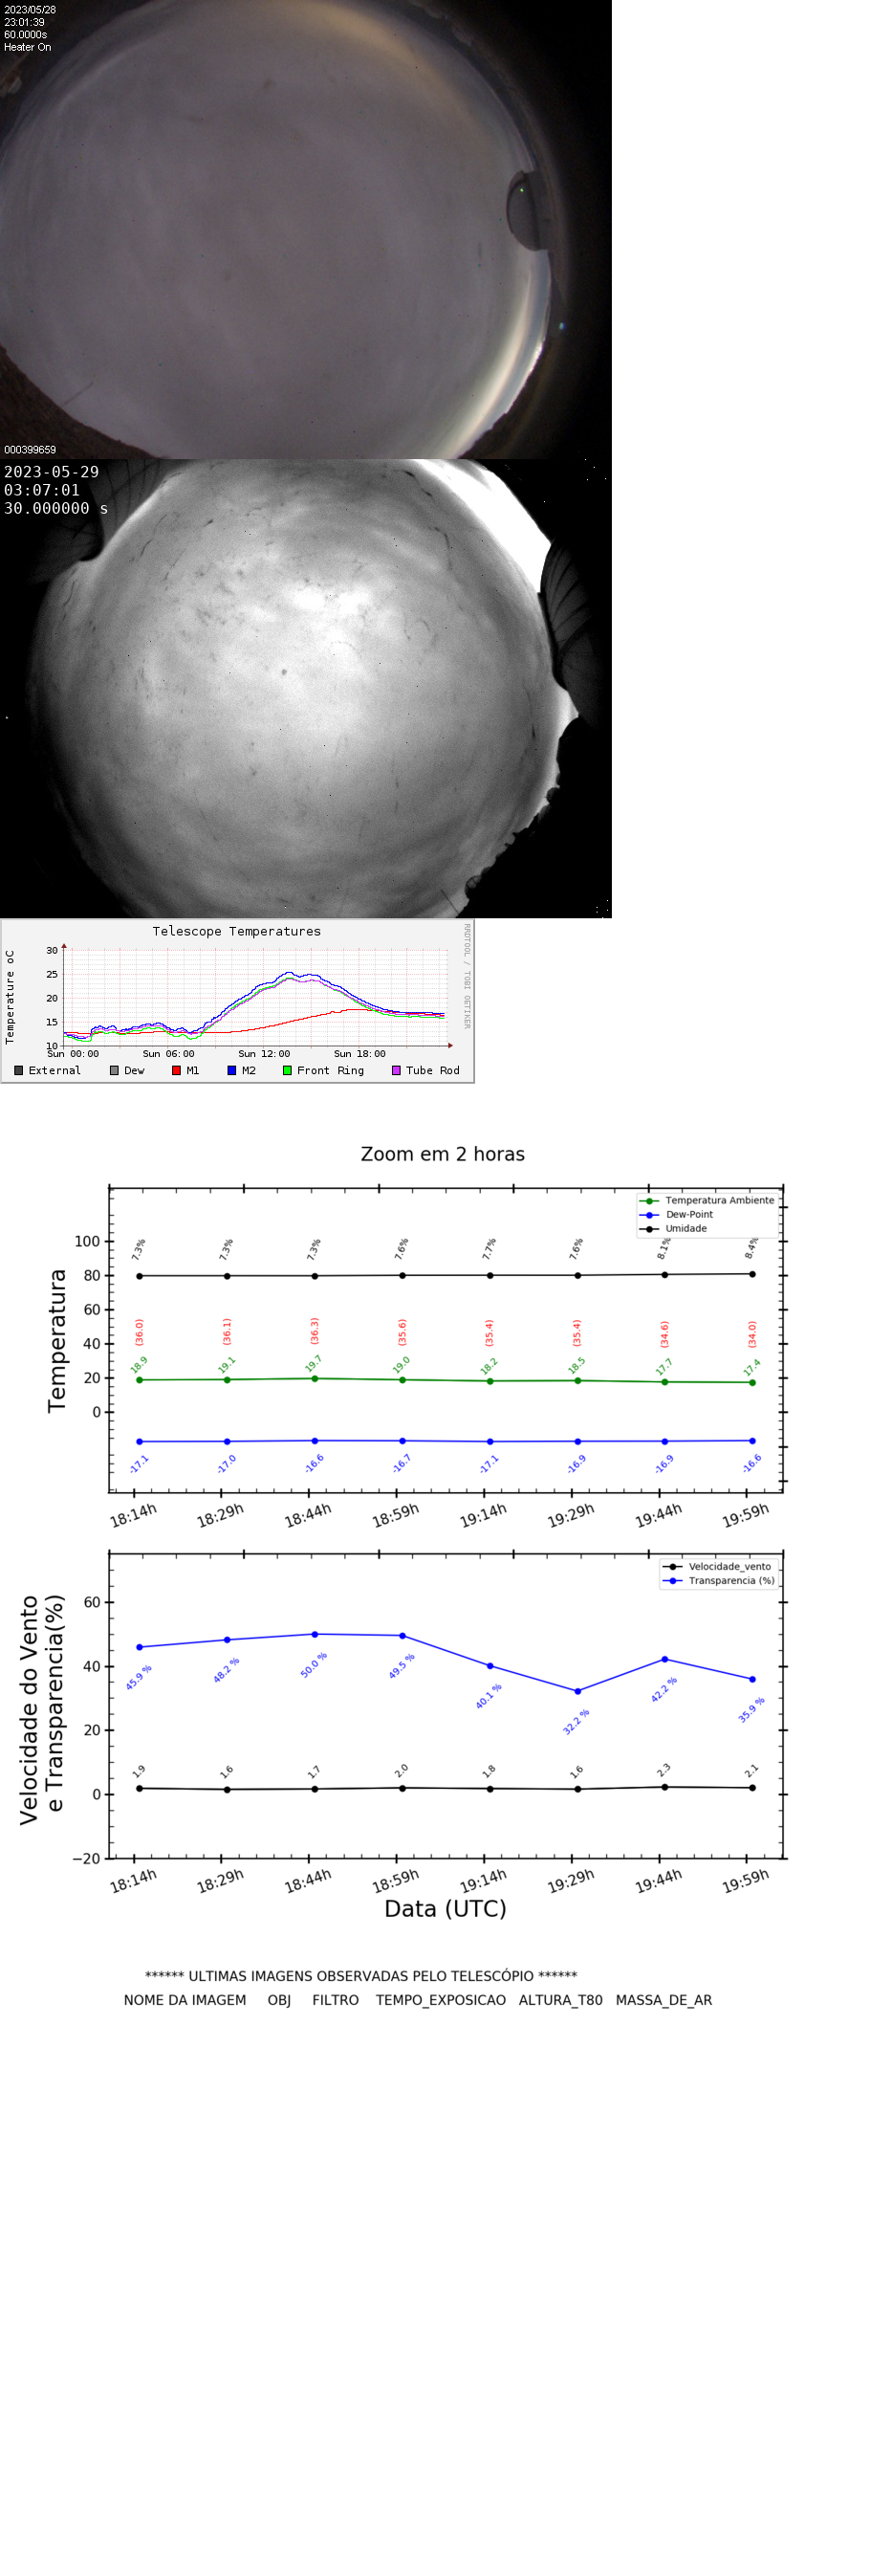 2023/05/28
23:01:39
60.0000s
Heater On
000399659
2023-05-29
03:07:01
30.000000 s
Telescope Temperatures
RRDTOOL / TOBI OETIKER
Temperature oC
30
25
20
15
10
Sun 00:00 Sun 06:00 Sun 12:00 Sun 18:00
External Dew M1 M2 Front Ring Tube Rod
Zoom em 2 horas
Temperatura Ambiente
Dew-Point
Umidade
Temperatura
100
80
60
40
20
0
7.3% 7.3% 7.3% 7.6% 7.7% 7.6% 8.1% 8.4%
(36.0) (36.1) (36.3) (35.6) (35.4) (35.4) (34.6) (34.0)
18.9 19.1 19.7 19.0 18.2 18.5 17.7 17.4
-17.1 -17.0 -16.6 -16.7 -17.1 -16.9 -16.9 -16.6
18:14h 18:29h 18:44h 18:59h 19:14h 19:29h 19:44h 19:59h
Velocidade_vento
Transparencia (%)
Velocidade do Vento
e Transparencia(%)
60
40
20
0
−20
45.9 % 48.2 % 50.0 % 49.5 % 40.1 % 32.2 % 42.2 % 35.9 %
1.9 1.6 1.7 2.0 1.8 1.6 2.3 2.1
18:14h 18:29h 18:44h 18:59h 19:14h 19:29h 19:44h 19:59h
Data (UTC)
****** ULTIMAS IMAGENS OBSERVADAS PELO TELESCÓPIO ******
NOME DA IMAGEM OBJ FILTRO TEMPO_EXPOSICAO ALTURA_T80 MASSA_DE_AR